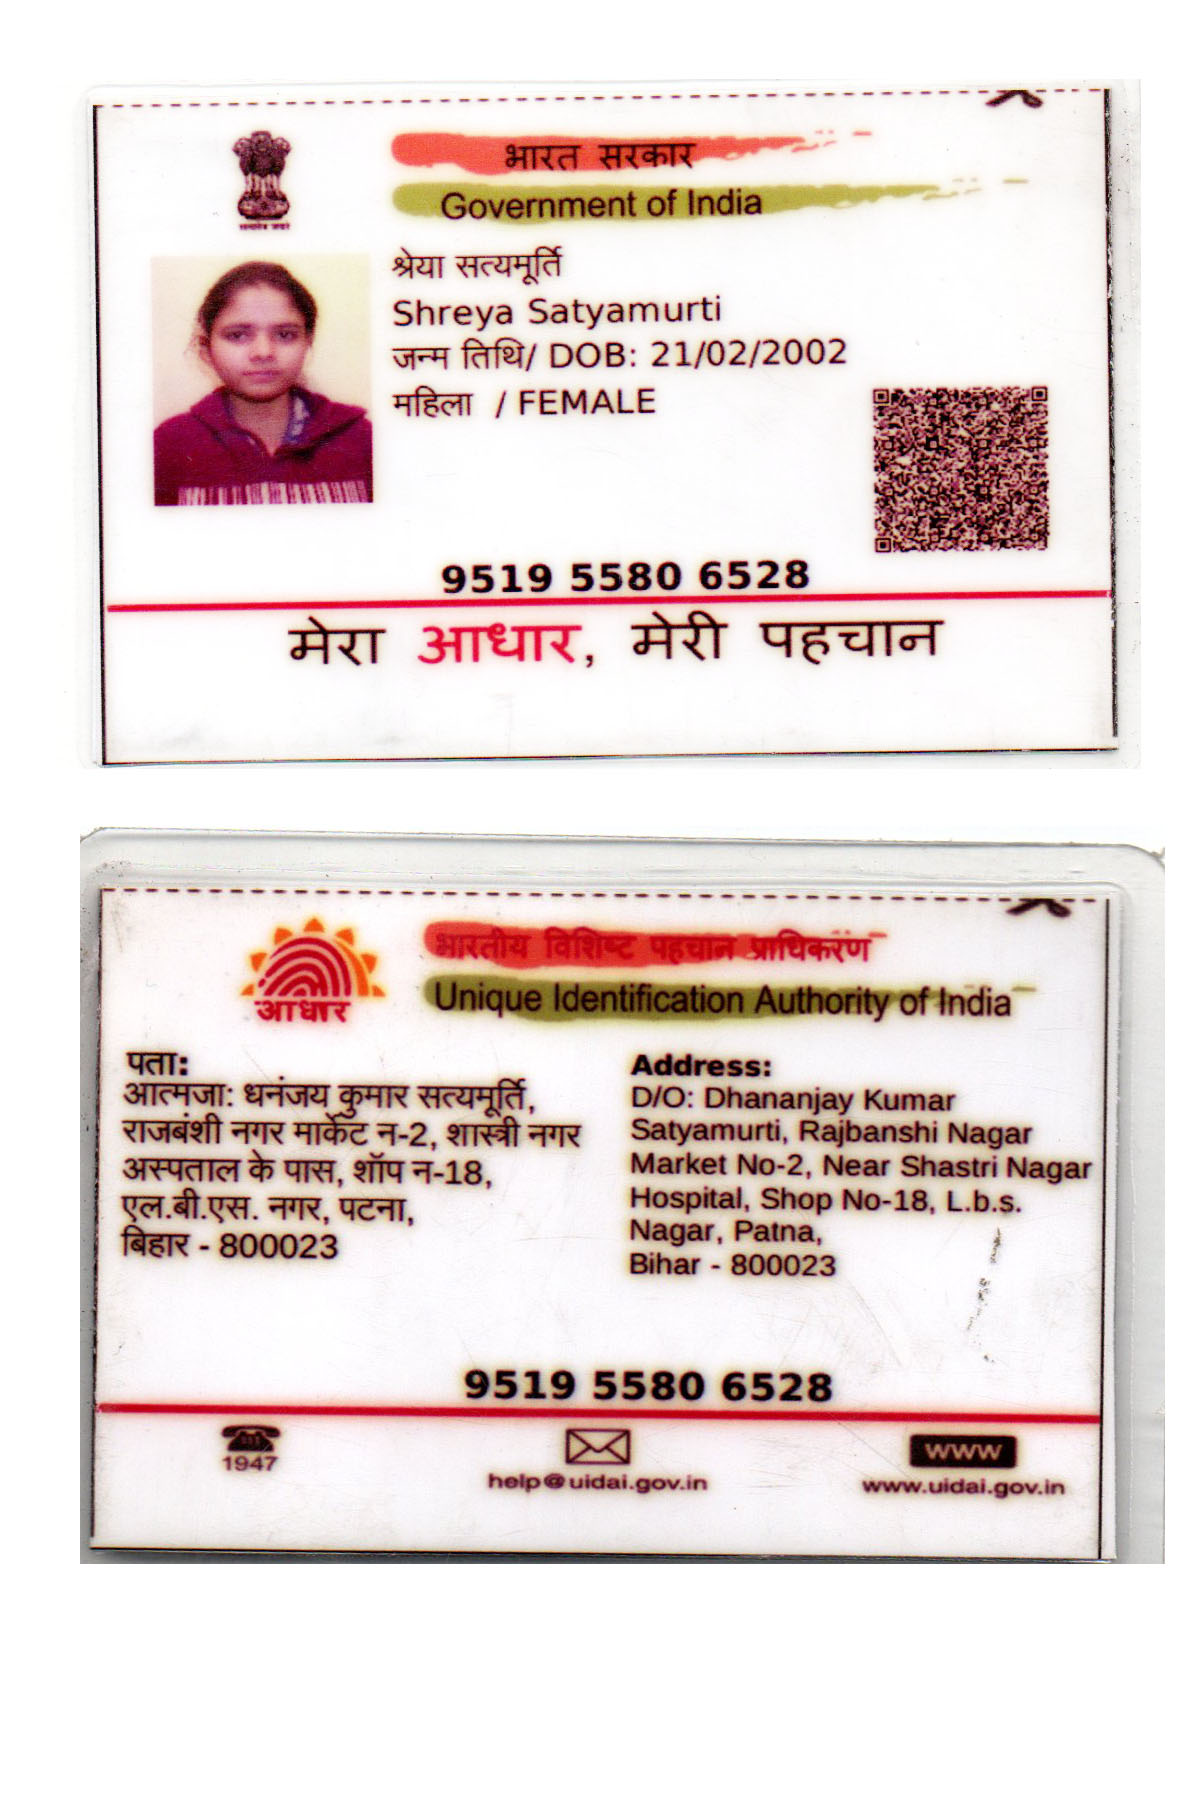 भारत सरकार
Government of India
श्रेया सत्यमूर्ति
Shreya Satyamurti
जन्म तिथि/ DOB: 21/02/2002
महिला / FEMALE
9519 5580 6528
मेरा आधार, मेरी पहचान
भारतीय विशिष्ट पहचान प्राधिकरण
आधार
Unique Identification Authority of India
पता:
आत्मजा: धनंजय कुमार सत्यमूर्ति,
राजबंशी नगर मार्केट न-2, शास्त्री नगर
अस्पताल के पास, शॉप न-18,
एल.बी.एस. नगर, पटना,
बिहार - 800023
Address:
D/O: Dhananjay Kumar
Satyamurti, Rajbanshi Nagar
Market No-2, Near Shastri Nagar
Hospital, Shop No-18, L.b.s.
Nagar, Patna,
Bihar - 800023
9519 5580 6528
1947
help@uidai.gov.in
www
www.uidai.gov.in